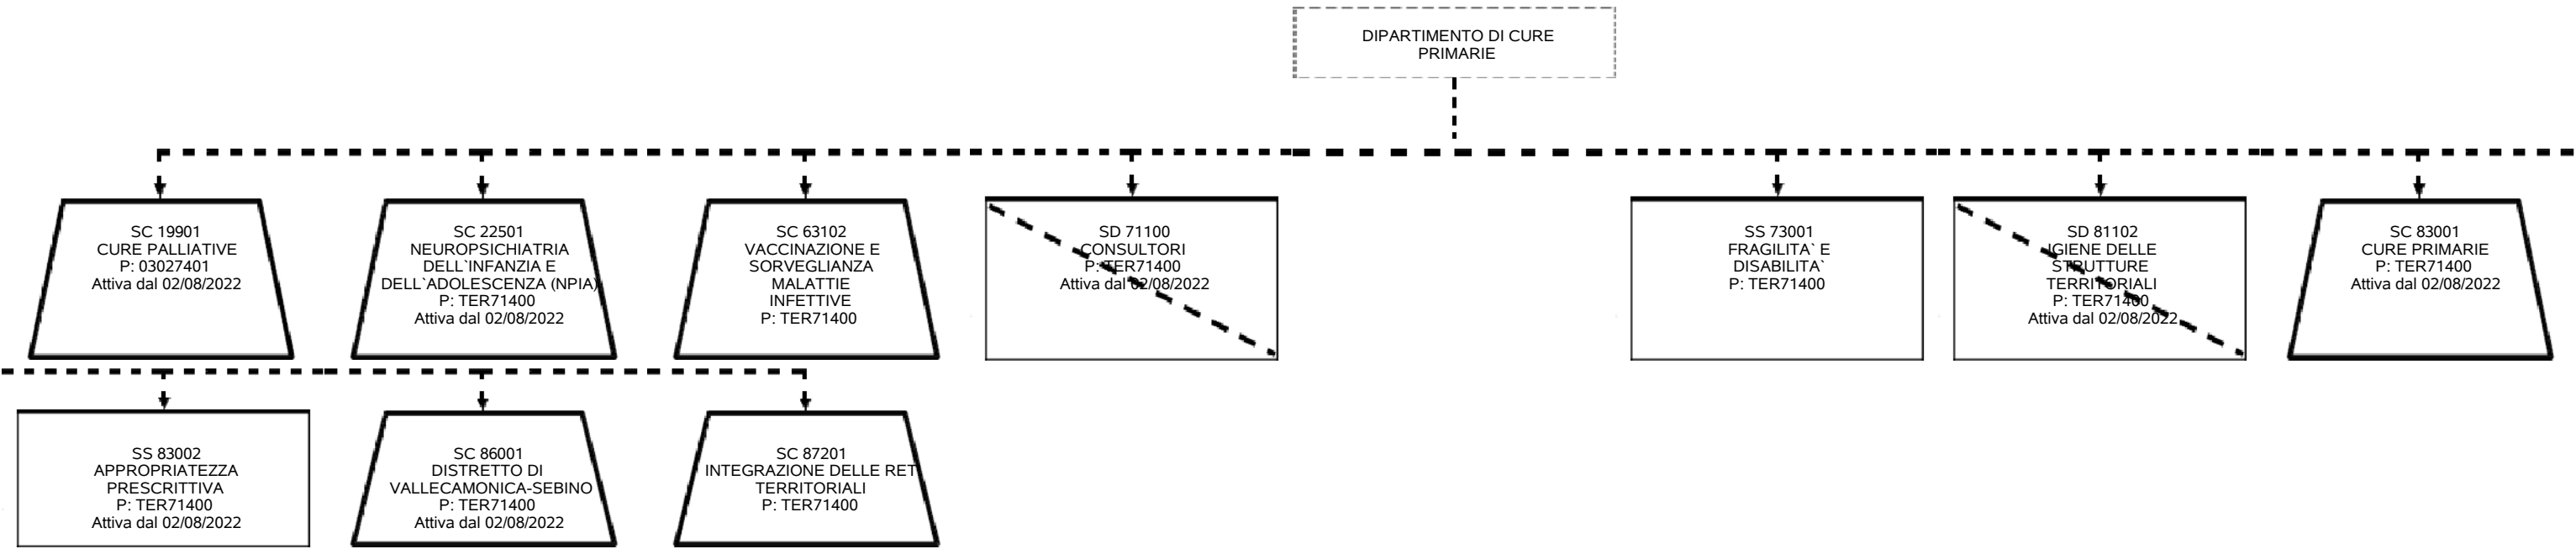 DIPARTIMENTO DI CURE
PRIMARIE
SC 19901
CURE PALLIATIVE
P: 03027401
Attiva dal 02/08/2022
SC 22501
NEUROPSICHIATRIA
DELL`INFANZIA E
DELL`ADOLESCENZA (NPIA)
P: TER71400
Attiva dal 02/08/2022
SC 63102
VACCINAZIONE E
SORVEGLIANZA
MALATTIE
INFETTIVE
P: TER71400
SD 71100
CONSULTORI
P: TER71400
Attiva dal 02/08/2022
SS 73001
FRAGILITA` E
DISABILITA`
P: TER71400
SD 81102
IGIENE DELLE
STRUTTURE
TERRITORIALI
P: TER71400
Attiva dal 02/08/2022
SC 83001
CURE PRIMARIE
P: TER71400
Attiva dal 02/08/2022
SS 83002
APPROPRIATEZZA
PRESCRITTIVA
P: TER71400
Attiva dal 02/08/2022
SC 86001
DISTRETTO DI
VALLECAMONICA-SEBINO
P: TER71400
Attiva dal 02/08/2022
SC 87201
INTEGRAZIONE DELLE RET
TERRITORIALI
P: TER71400